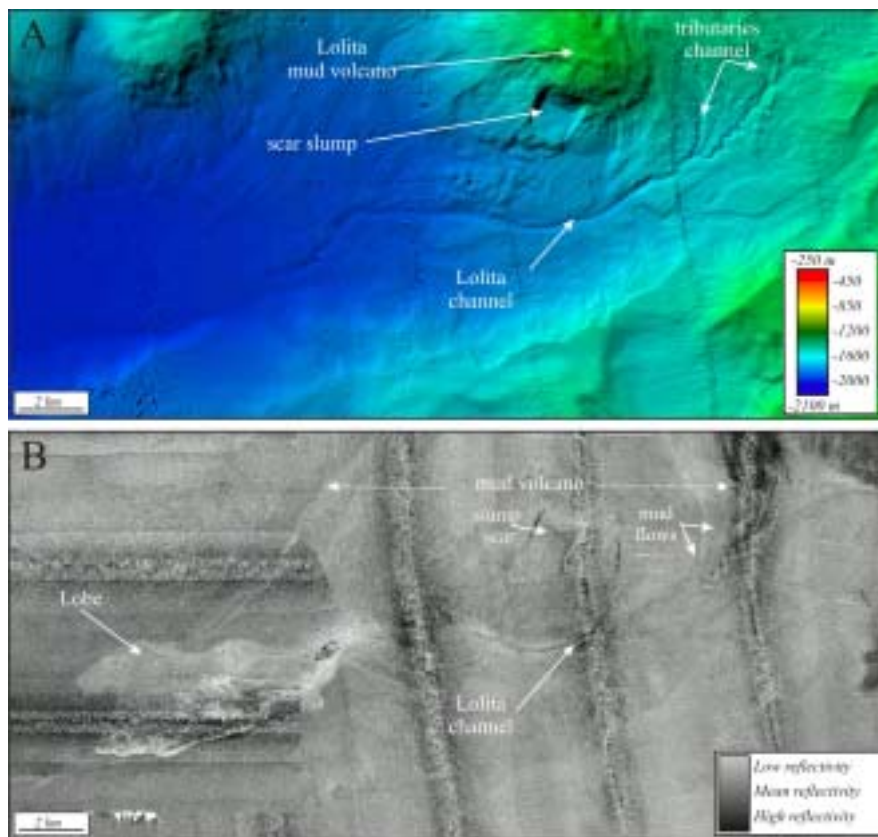 A
Lolita
mud volcano
tributaries
channel
scar slump
Lolita
channel
-250 m
-450
-850
-1200
-1600
-2000
-2100 m
2 km
B
mud volcano
slump
scar
mud
flows
Lobe
Lolita
channel
Low reflectivity
Mean reflectivity
High reflectivity
2 km